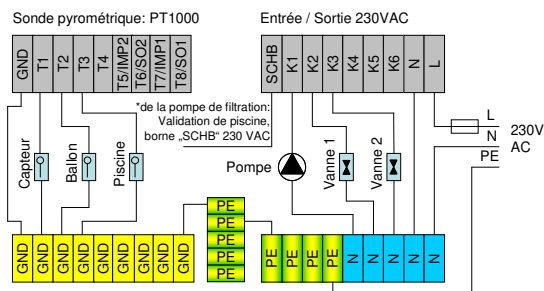 Sonde pyrométrique: PT1000
Entrée / Sortie 230VAC
GND
T1
T2
T3
T4
T5/IMP2
T6/SO2
T7/IMP1
T8/SO1
SCHB
K1
K2
K3
K4
K5
K6
N
L
*de la pompe de filtration:
Validation de piscine,
borne „SCHB“ 230 VAC
L
N
PE
230V
AC
Capteur
Ballon
Piscine
Pompe
Vanne 1
Vanne 2
PE
PE
PE
PE
PE
GND
GND
GND
GND
GND
GND
GND
GND
PE
PE
PE
PE
N
N
N
N
N